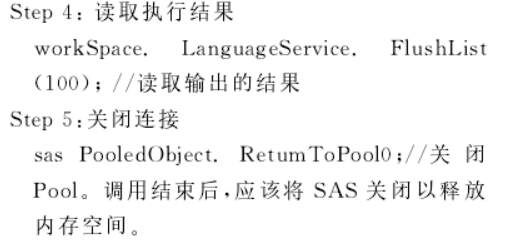 Step 4: 读取执行结果
workSpace. LanguageService. FlushList
(100); //读取输出的结果
Step 5:关闭连接
sas PooledObject. RetumToPool0;//关 闭
Pool。调用结束后,应该将 SAS 关闭以释放
内存空间。